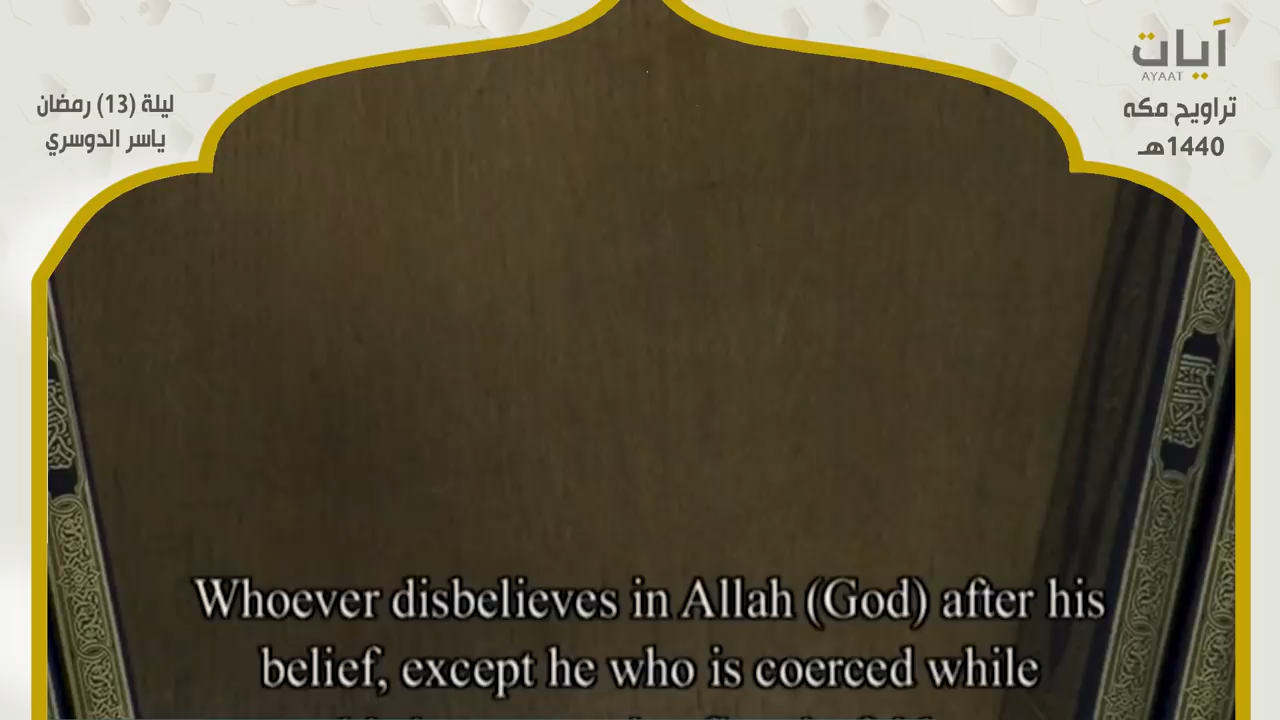 آيات
AYAAT
تراويح مكه
1440هـ
ليلة (13) رمضان
ياسر الدوسري
Whoever disbelieves in Allah (God) after his
belief, except he who is coerced while